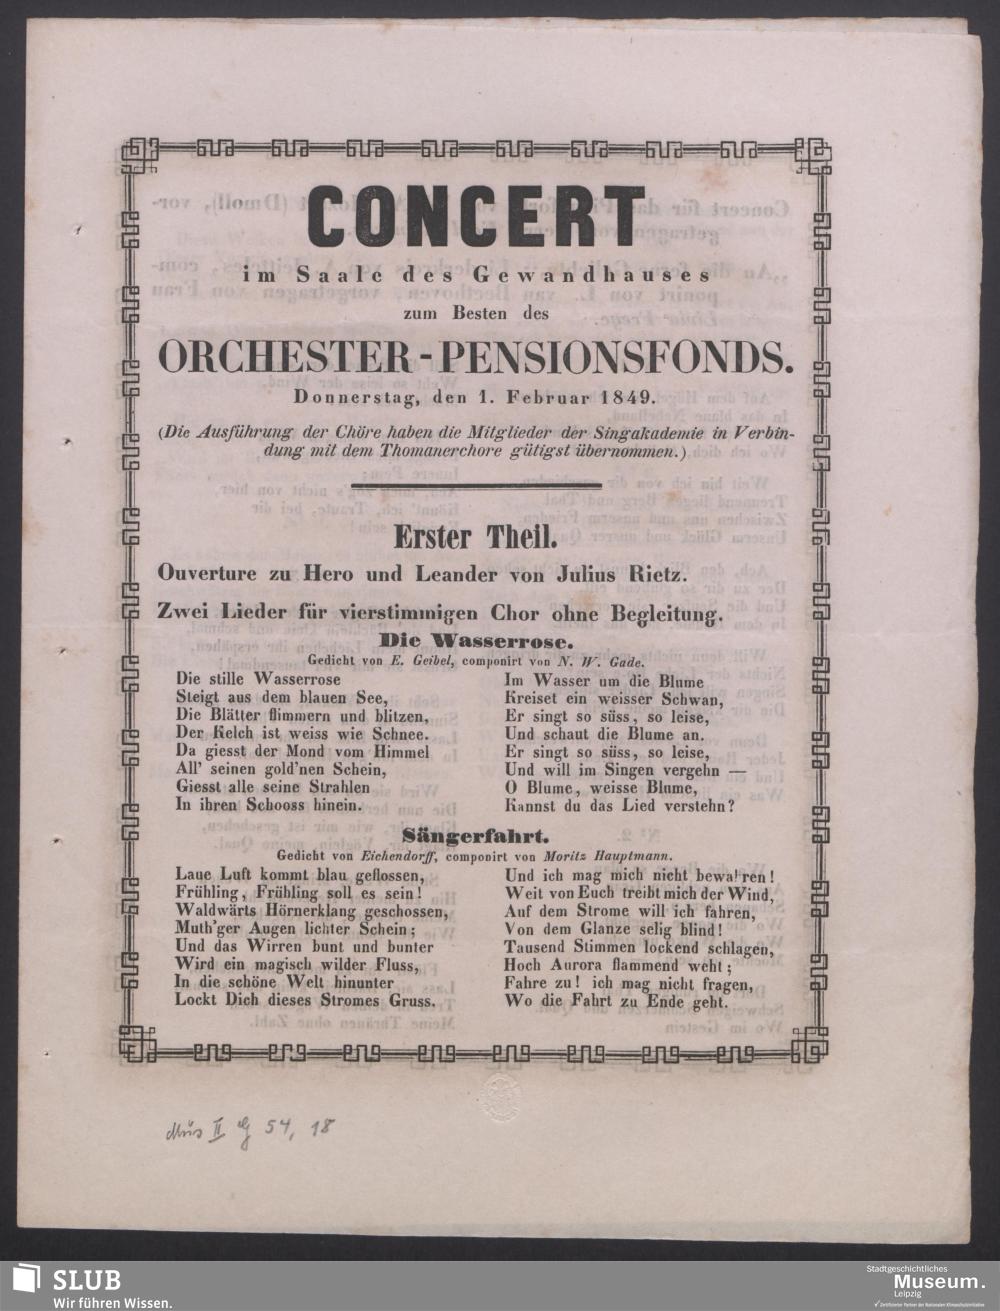 CONCERT
im Saale des Gewandhauses
zum Besten des
ORCHESTER-PENSIONSFONDS.
Donnerstag, den 1. Februar 1849.
(Die Ausführung der Chöre haben die Mitglieder der Singakademie in Verbin-
dung mit dem Thomanerchore gütigst übernommen.)
Erster Theil.
Ouverture zu Hero und Leander von Julius Rietz.
Zwei Lieder für vierstimmigen Chor ohne Begleitung.
Die Wasserrose.
Gedicht von E. Geibel, componirt von N. W. Gade.
Die stille Wasserrose
Steigt aus dem blauen See,
Die Blätter flimmern und blitzen,
Der Kelch ist weiss wie Schnee.
Da giesst der Mond vom Himmel
All' seinen gold'nen Schein,
Giesst alle seine Strahlen
In ihren Schooss hinein.
Im Wasser um die Blume
Kreiset ein weisser Schwan,
Er singt so süss, so leise,
Und schaut die Blume an.
Er singt so süss, so leise,
Und will im Singen vergehn —
O Blume, weisse Blume,
Kannst du das Lied verstehn?
Sängerfahrt.
Gedicht von Eichendorff, componirt von Moritz Hauptmann.
Laue Luft kommt blau geflossen,
Frühling, Frühling soll es sein!
Waldwärts Hörnerklang geschossen,
Muth'ger Augen lichter Schein;
Und das Wirren bunt und bunter
Wird ein magisch wilder Fluss,
In die schöne Welt hinunter
Lockt Dich dieses Stromes Gruss.
Und ich mag mich nicht bewahren!
Weit von Euch treibt mich der Wind,
Auf dem Strome will ich fahren,
Von dem Glanze selig blind!
Tausend Stimmen lockend schlagen,
Hoch Aurora flammend weht;
Fahre zu! ich mag nicht fragen,
Wo die Fahrt zu Ende geht.
Mus II 54, 18
SLUB
Wir führen Wissen.
Stadtgeschichtliches
Museum.
Leipzig